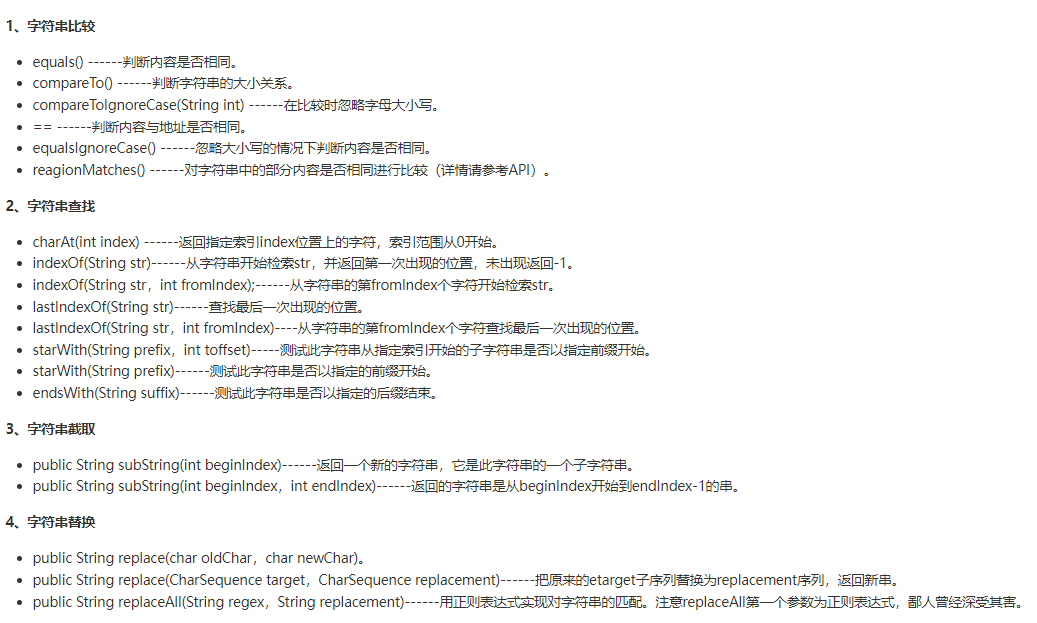 1、字符串比较
• equals() ------判断内容是否相同。
• compareTo() ------判断字符串的大小关系。
• compareToIgnoreCase(String int) ------在比较时忽略字母大小写。
• == ------判断内容与地址是否相同。
• equalsIgnoreCase() ------忽略大小写的情况下判断内容是否相同。
• reagionMatches() ------对字符串中的部分内容是否相同进行比较（详情请参考API）。
2、字符串查找
• charAt(int index) ------返回指定索引index位置上的字符，索引范围从0开始。
• indexOf(String str)------从字符串开始检索str，并返回第一次出现的位置，未出现返回-1。
• indexOf(String str，int fromIndex);------从字符串的第fromIndex个字符开始检索str。
• lastIndexOf(String str)------查找最后一次出现的位置。
• lastIndexOf(String str，int fromIndex)----从字符串的第fromIndex个字符查找最后一次出现的位置。
• starWith(String prefix，int toffset)-----测试此字符串从指定索引开始的子字符串是否以指定前缀开始。
• starWith(String prefix)------测试此字符串是否以指定的前缀开始。
• endsWith(String suffix)------测试此字符串是否以指定的后缀结束。
3、字符串截取
• public String subString(int beginIndex)------返回一个新的字符串，它是此字符串的一个子字符串。
• public String subString(int beginIndex，int endIndex)------返回的字符串是从beginIndex开始到endIndex-1的串。
4、字符串替换
• public String replace(char oldChar，char newChar)。
• public String replace(CharSequence target，CharSequence replacement)------把原来的etarget子序列替换为replacement序列，返回新串。
• public String replaceAll(String regex，String replacement)------用正则表达式实现对字符串的匹配。注意replaceAll第一个参数为正则表达式，鄙人曾经深受其害。